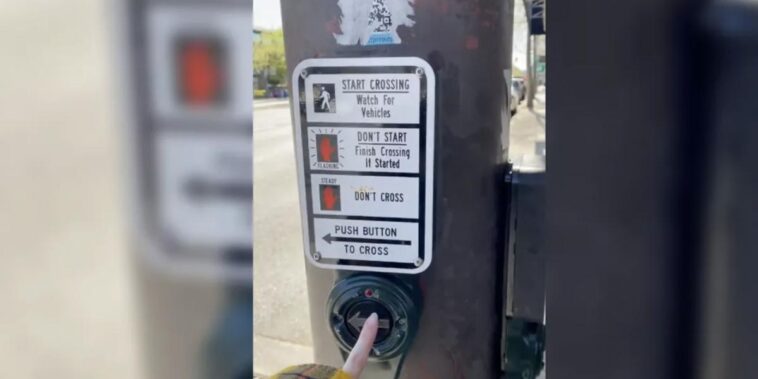 START CROSSING
Watch For
Vehicles
DON'T START
Finish Crossing
If Started
FLASHING
STEADY
DON'T CROSS
PUSH BUTTON
TO CROSS